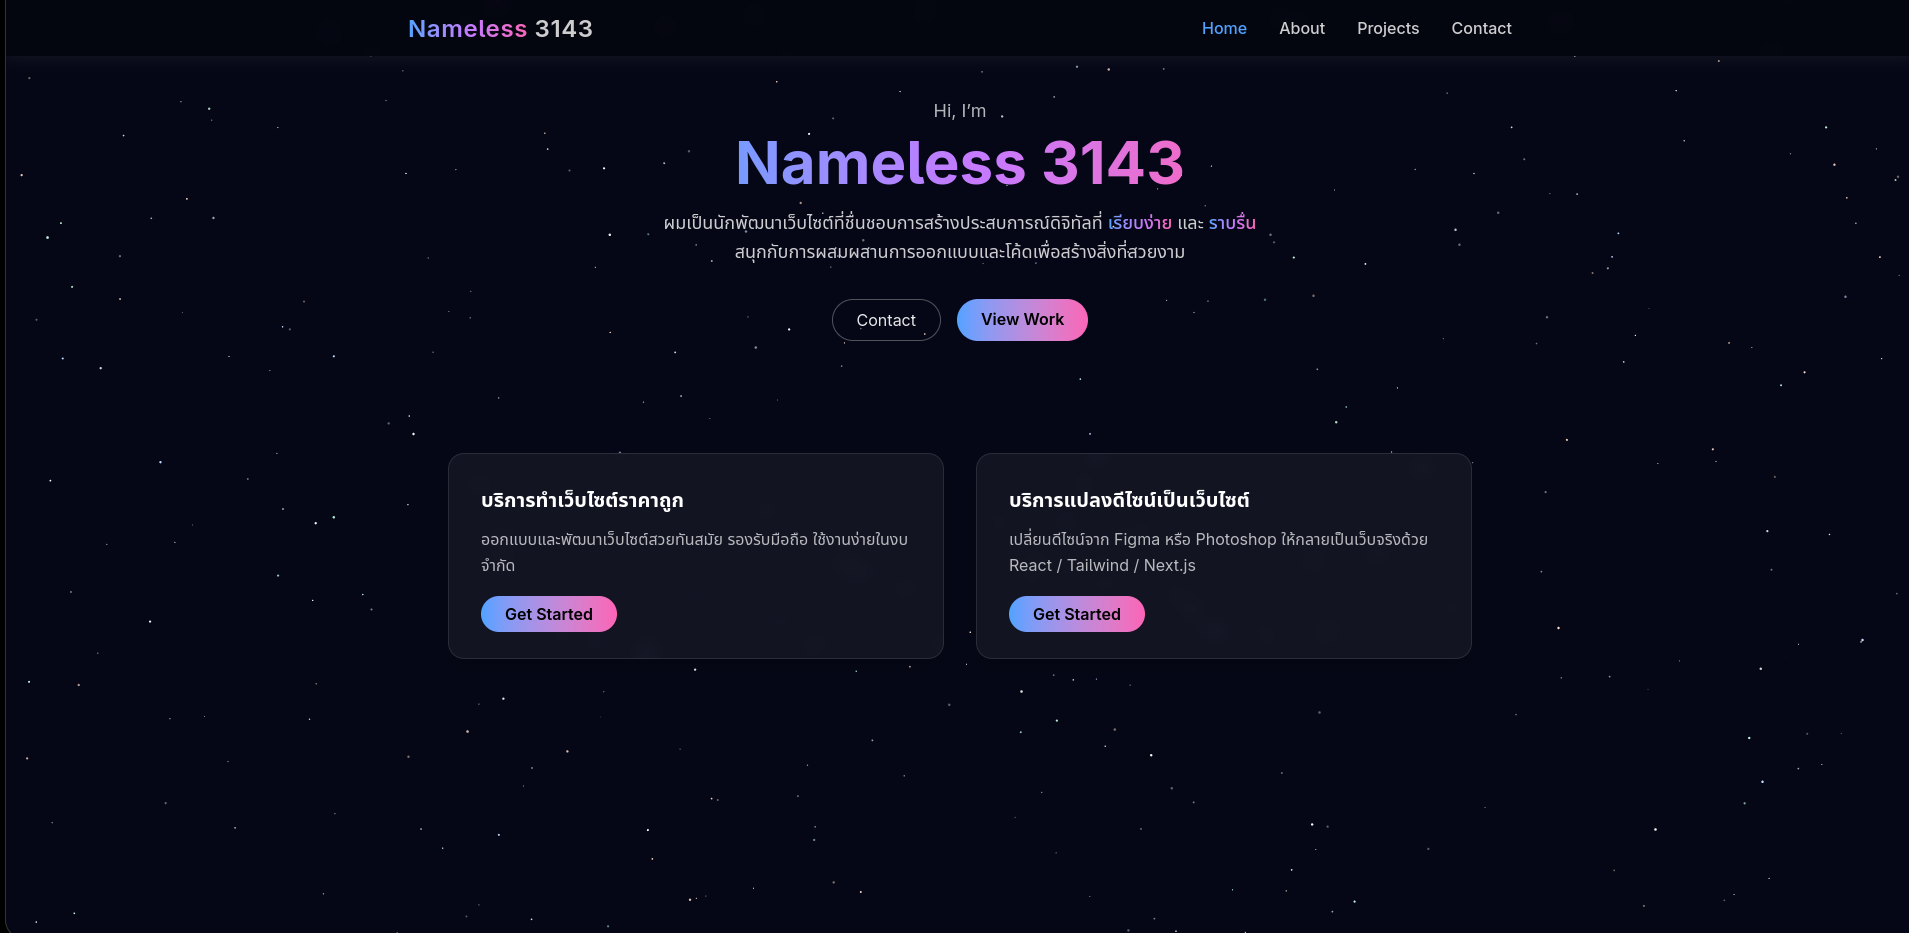 Nameless 3143
Home About Projects Contact
Hi, I’m
Nameless 3143
ผมเป็นนักพัฒนาเว็บไซต์ที่ชื่นชอบการสร้างประสบการณ์ดิจิทัลที่ เรียบง่าย และ ราบรื่น
สนุกกับการผสมผสานการออกแบบและโค้ดเพื่อสร้างสิ่งที่สวยงาม
Contact View Work
บริการทำเว็บไซต์ราคาถูก
ออกแบบและพัฒนาเว็บไซต์สวยทันสมัย รองรับมือถือ ใช้งานง่ายในงบ
จำกัด
Get Started
บริการแปลงดีไซน์เป็นเว็บไซต์
เปลี่ยนดีไซน์จาก Figma หรือ Photoshop ให้กลายเป็นเว็บจริงด้วย
React / Tailwind / Next.js
Get Started